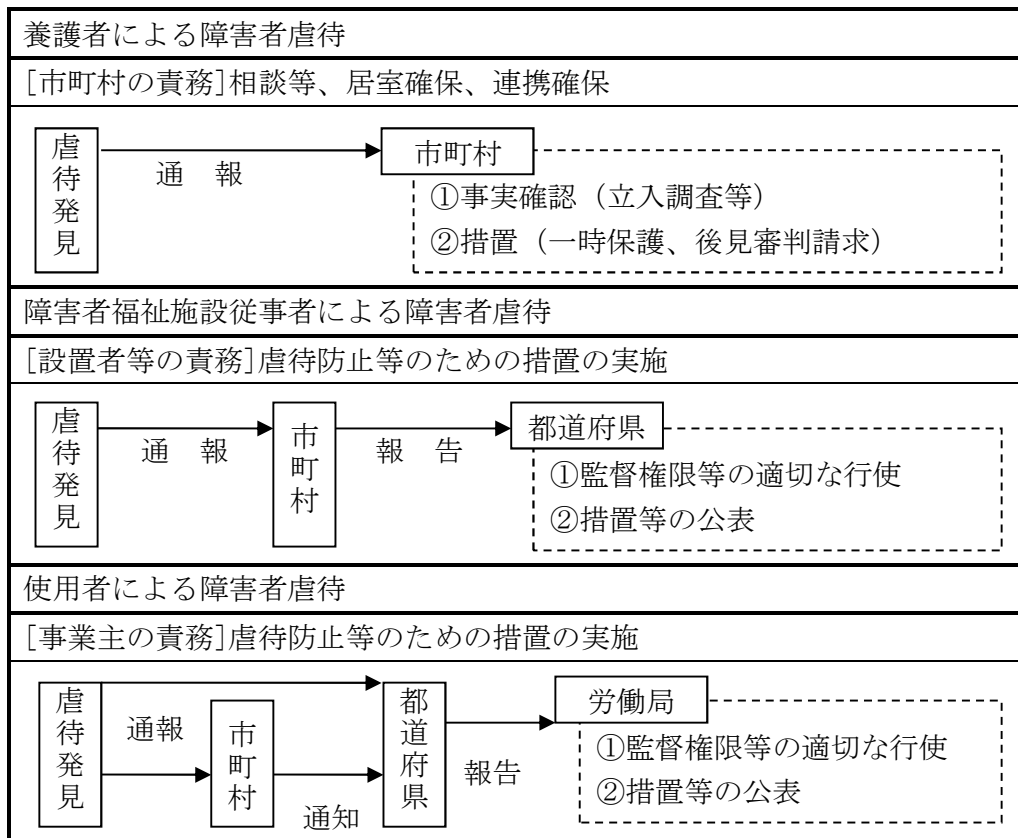 養護者による障害者虐待
[市町村の責務]相談等、居室確保、連携確保
虐待発見
通 報
市町村
①事実確認（立入調査等）
②措置（一時保護、後見審判請求）
障害者福祉施設従事者による障害者虐待
[設置者等の責務]虐待防止等のための措置の実施
虐待発見
通 報
市町村
報 告
都道府県
①監督権限等の適切な行使
②措置等の公表
使用者による障害者虐待
[事業主の責務]虐待防止等のための措置の実施
虐待発見
通報
市町村
通知
都道府県
報告
労働局
①監督権限等の適切な行使
②措置等の公表